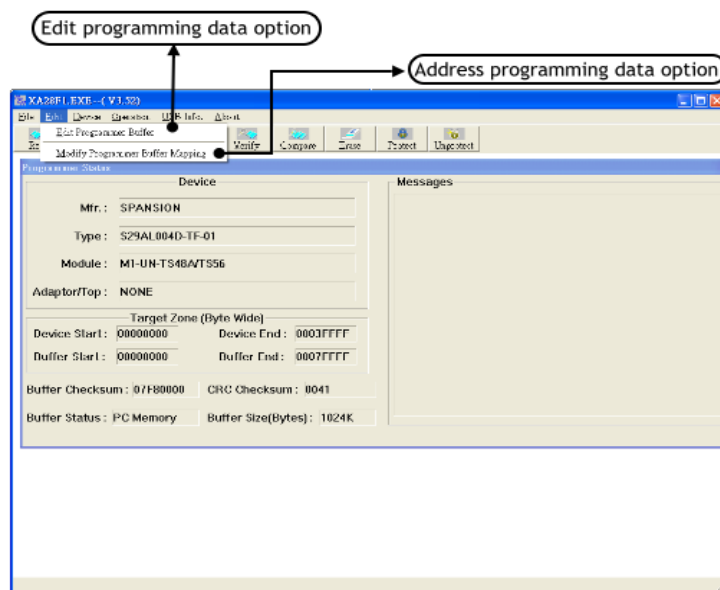 Edit programming data option
Address programming data option
XA28FL.EXE--( V3.52)
File Edit Device Operation USB Info. About
Edit Programmer Buffer
Modify Programmer Buffer Mapping
Verify Compare Erase Protect Unprotect
Programmer Status
Device
Messages
Mfr. : SPANSION
Type : S29AL004D-TF-01
Module : M1-UN-TS48A/TS56
Adaptor/Top : NONE
Target Zone (Byte Wide)
Device Start : 00000000 Device End : 0003FFFF
Buffer Start : 00000000 Buffer End : 0007FFFF
Buffer Checksum : 07F80000 CRC Checksum : 0041
Buffer Status : PC Memory Buffer Size(Bytes) : 1024K